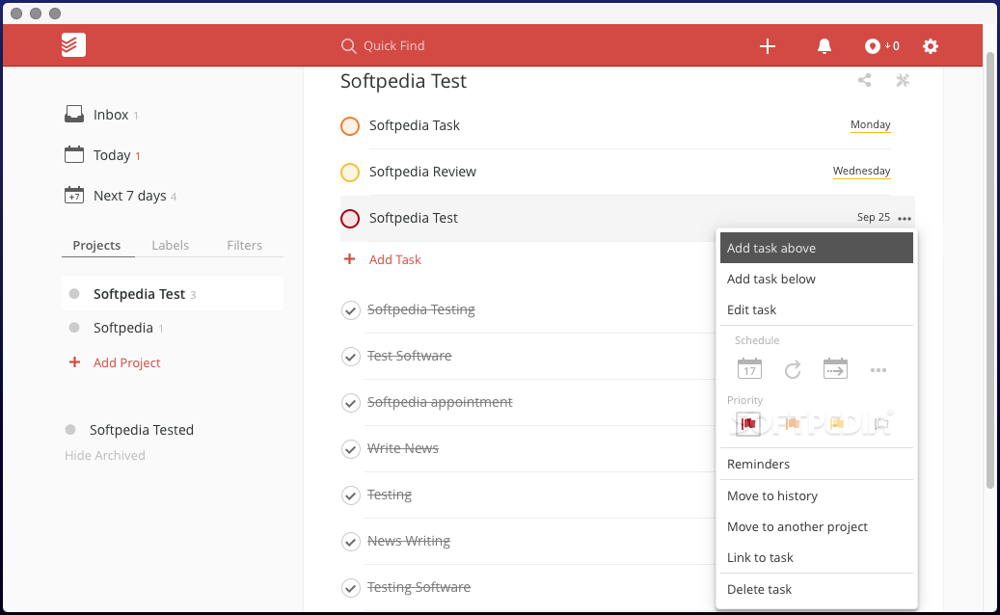 Quick Find
0
Softpedia Test
Inbox 1
Today 1
+7 Next 7 days 4
Projects Labels Filters
Softpedia Test 3
Softpedia 1
+ Add Project
Softpedia Tested
Hide Archived
Softpedia Task Monday
Softpedia Review Wednesday
Softpedia Test Sep 25
+ Add Task
Softpedia Testing
Test Software
Softpedia appointment
Write News
Testing
News Writing
Testing Software
Add task above
Add task below
Edit task
Schedule
17
Priority
SOFTPEDIA
Reminders
Move to history
Move to another project
Link to task
Delete task